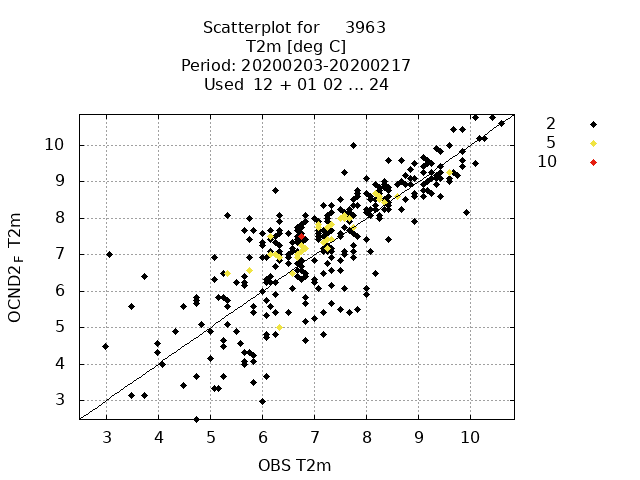 Scatterplot for 3963
T2m [deg C]
Period: 20200203-20200217
Used 12 + 01 02 ... 24
2
5
10
10
9
8
7
6
5
4
3
OCND2_F T2m
3 4 5 6 7 8 9 10
OBS T2m